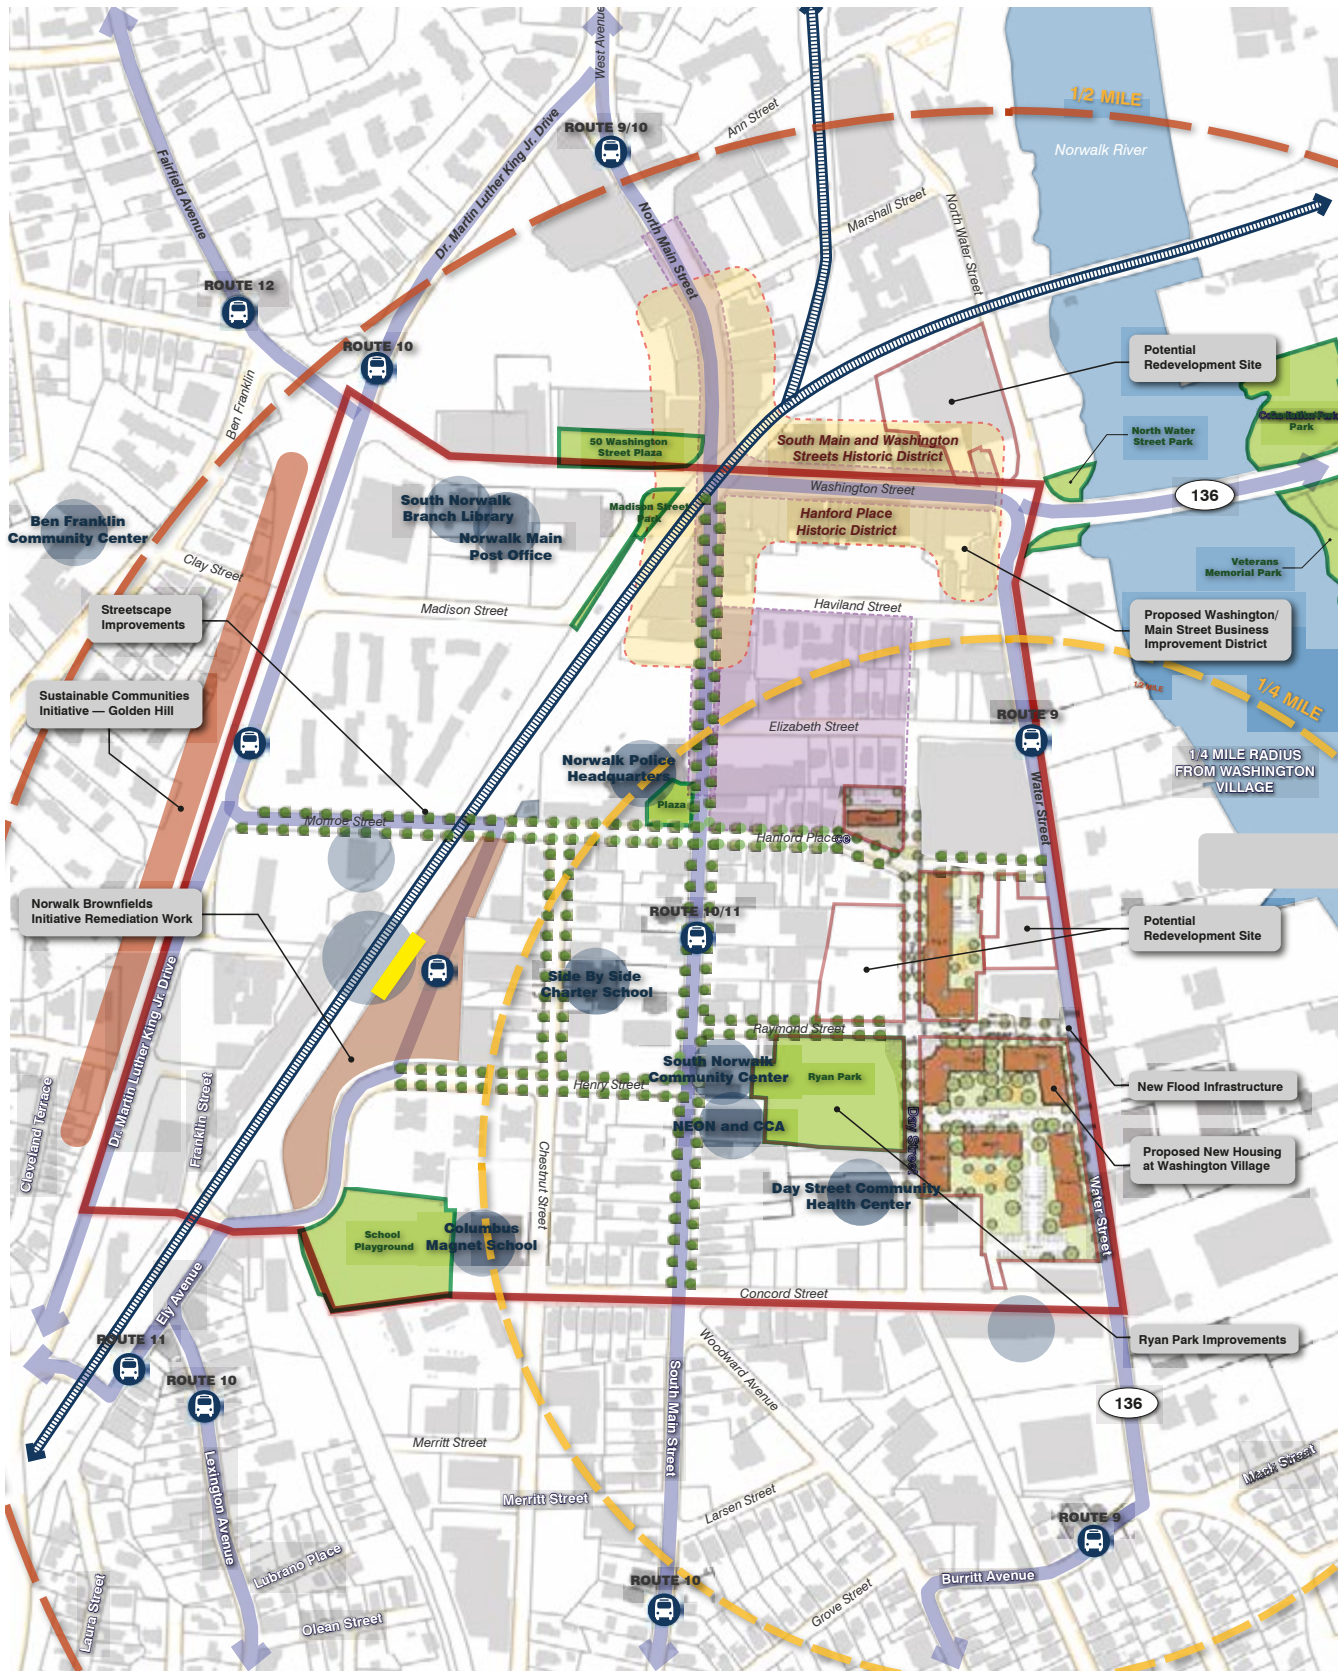 West Avenue
1/2 MILE
Ann Street
ROUTE 9/10
Norwalk River
Dr. Martin Luther King Jr. Drive
Fairfield Avenue
Marshall Street
North Water Street
North Main Street
ROUTE 12
ROUTE 10
Potential
Redevelopment Site
Ben Franklin
50 Washington
Street Plaza
South Main and Washington
Streets Historic District
North Water
Street Park
Park
Washington Street
136
South Norwalk
Branch Library
Madison Street
Park
Hanford Place
Historic District
Ben Franklin
Community Center
Norwalk Main
Post Office
Clay Street
Veterans
Memorial Park
Streetscape
Improvements
Madison Street
Haviland Street
Proposed Washington/
Main Street Business
Improvement District
Sustainable Communities
Initiative — Golden Hill
1/4 MILE
ROUTE 9
Elizabeth Street
Norwalk Police
Headquarters
1/4 MILE RADIUS
FROM WASHINGTON
VILLAGE
Water Street
Plaza
Monroe Street
Hanford Place
Norwalk Brownfields
Initiative Remediation Work
ROUTE 10/11
Potential
Redevelopment Site
Side By Side
Charter School
Dr. Martin Luther King Jr. Drive
Raymond Street
South Norwalk
Community Center
Ryan Park
Henry Street
New Flood Infrastructure
Cleveland Terrace
Franklin Street
NEON and CCA
Day Street
Chestnut Street
Proposed New Housing
at Washington Village
Day Street Community
Health Center
Water Street
School
Playground
Columbus
Magnet School
Ely Avenue
Concord Street
ROUTE 11
Ryan Park Improvements
Woodward Avenue
ROUTE 10
South Main Street
136
Merritt Street
Lexington Avenue
Merritt Street
Larsen Street
Mack Street
ROUTE 9
Lubrano Place
ROUTE 10
Burritt Avenue
Laura Street
Olean Street
Grove Street